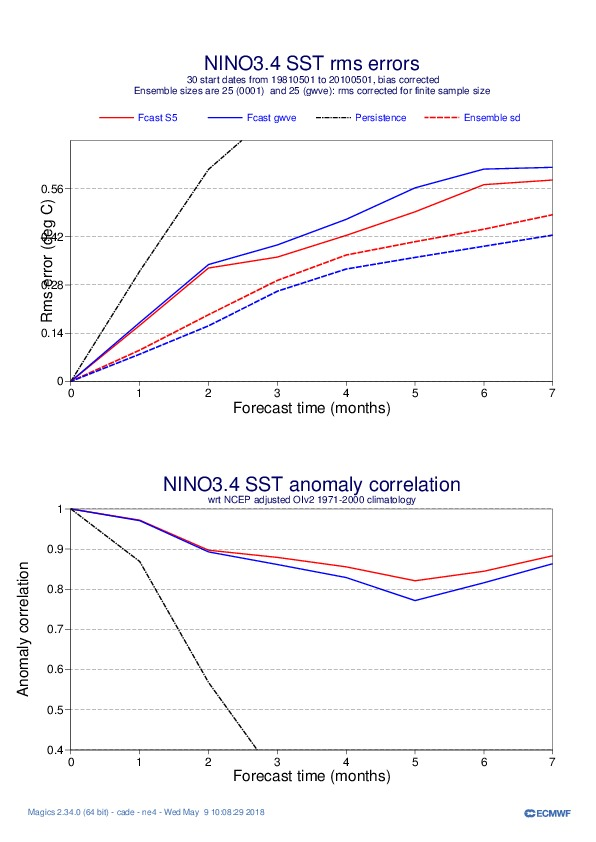 NINO3.4 SST rms errors
30 start dates from 19810501 to 20100501, bias corrected
Ensemble sizes are 25 (0001) and 25 (gwve): rms corrected for finite sample size
Fcast S5 Fcast gwve Persistence Ensemble sd
Rms error (deg C)
0.56
0.42
0.28
0.14
0
0 1 2 3 4 5 6 7
Forecast time (months)
NINO3.4 SST anomaly correlation
wrt NCEP adjusted OIv2 1971-2000 climatology
Anomaly correlation
1
0.9
0.8
0.7
0.6
0.5
0.4
0 1 2 3 4 5 6 7
Forecast time (months)
Magics 2.34.0 (64 bit) - cade - ne4 - Wed May 9 10:08:29 2018
ECMWF